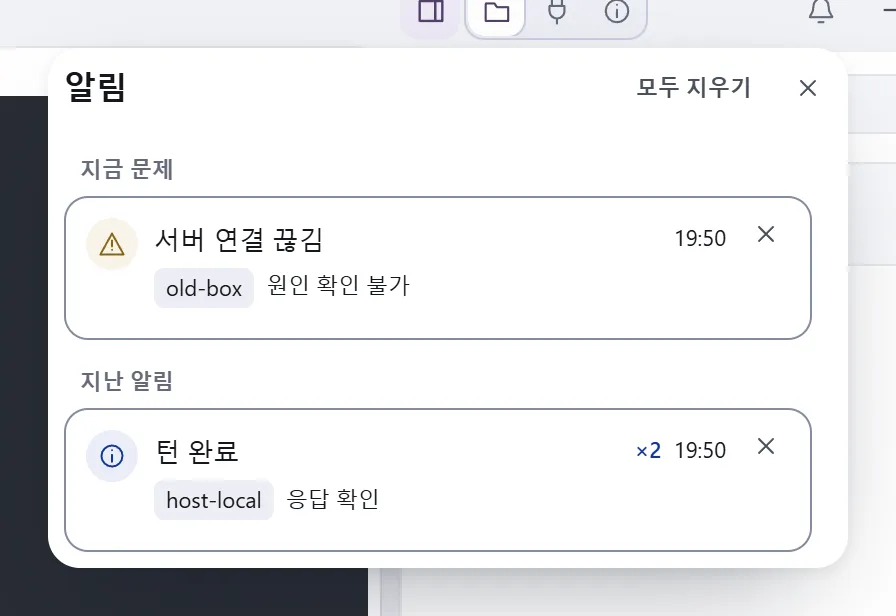 알림
모두 지우기
지금 문제
서버 연결 끊김
19:50
old-box 원인 확인 불가
지난 알림
턴 완료
×2 19:50
host-local 응답 확인